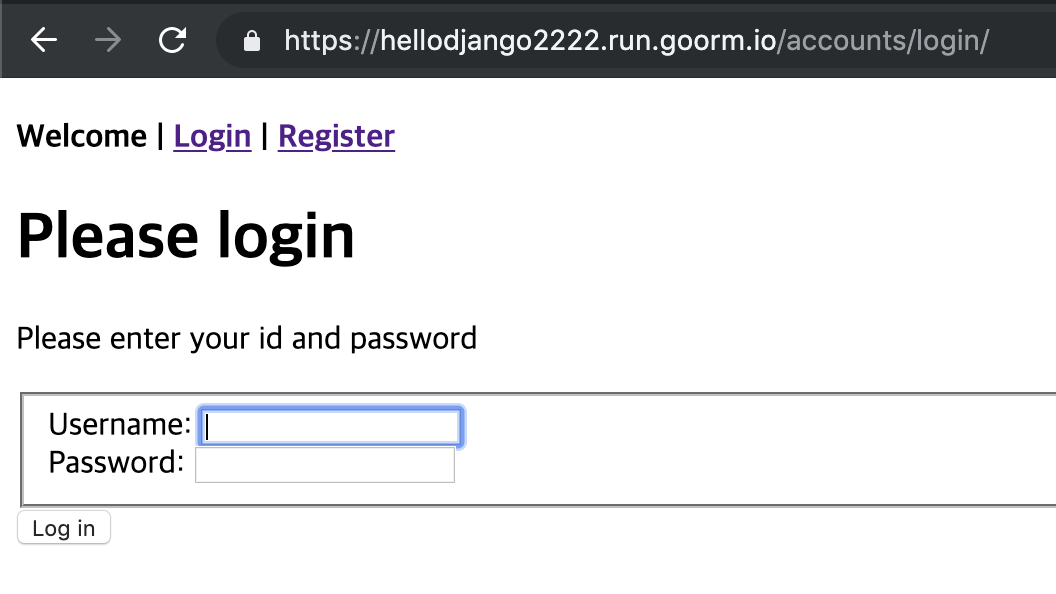 https://hellodjango2222.run.goorm.io/accounts/login/
Welcome | Login | Register
Please login
Please enter your id and password
Username:
Password:
Log in